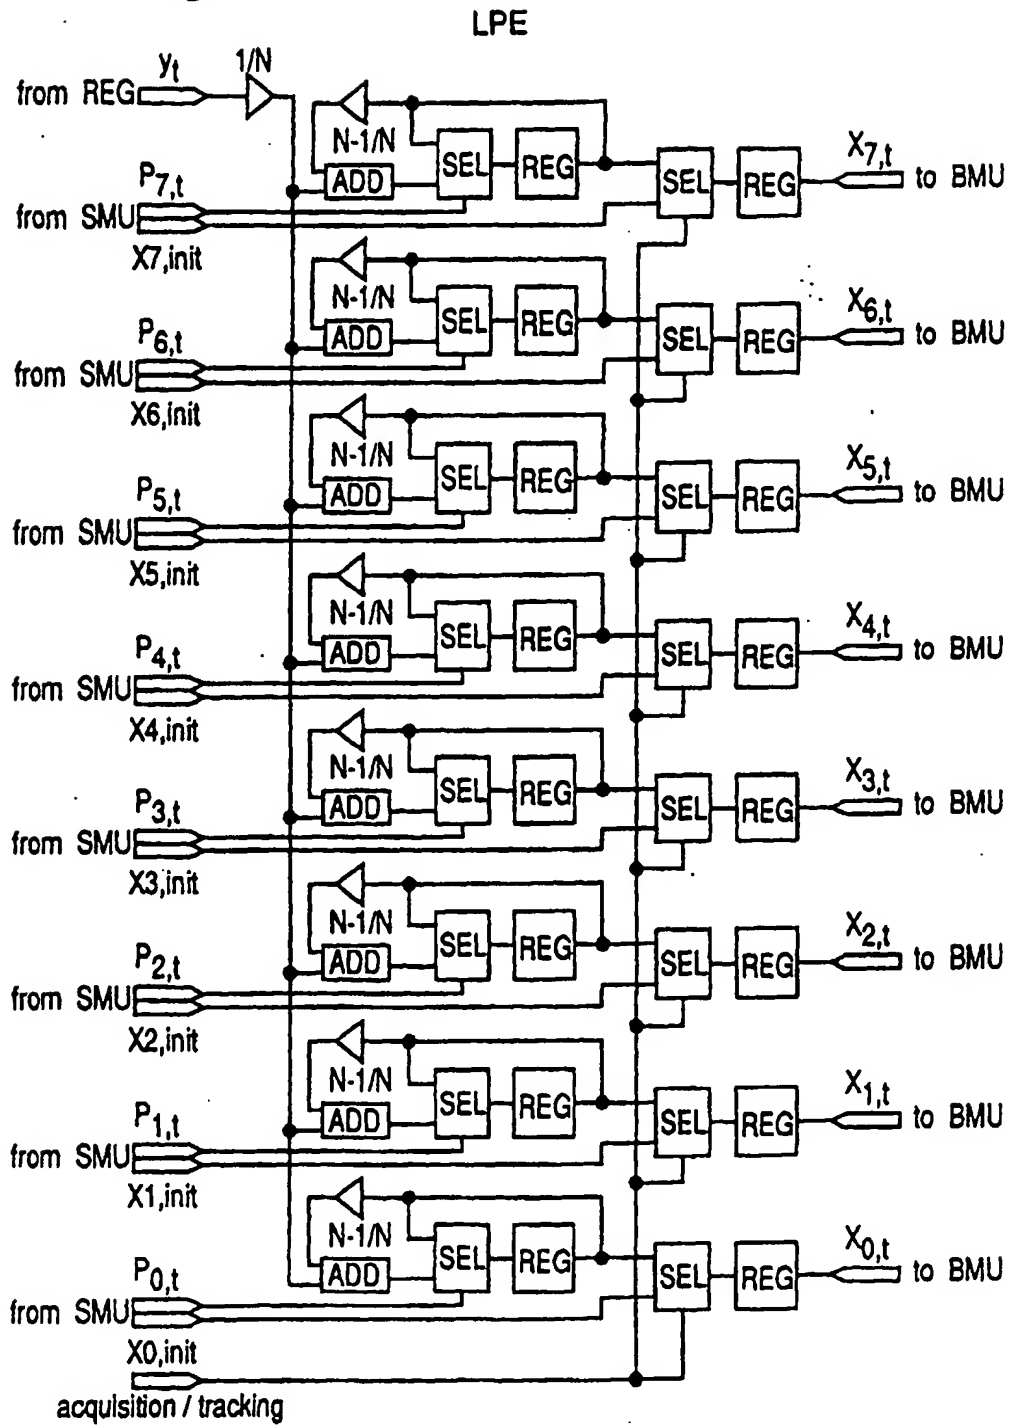 LPE
from REG y_t 1/N
N-1/N
ADD SEL REG SEL REG X_7,t to BMU
P_7,t
from SMU
X7,init
N-1/N
ADD SEL REG SEL REG X_6,t to BMU
P_6,t
from SMU
X6,init
N-1/N
ADD SEL REG SEL REG X_5,t to BMU
P_5,t
from SMU
X5,init
N-1/N
ADD SEL REG SEL REG X_4,t to BMU
P_4,t
from SMU
X4,init
N-1/N
ADD SEL REG SEL REG X_3,t to BMU
P_3,t
from SMU
X3,init
N-1/N
ADD SEL REG SEL REG X_2,t to BMU
P_2,t
from SMU
X2,init
N-1/N
ADD SEL REG SEL REG X_1,t to BMU
P_1,t
from SMU
X1,init
N-1/N
ADD SEL REG SEL REG X_0,t to BMU
P_0,t
from SMU
X0,init
acquisition / tracking